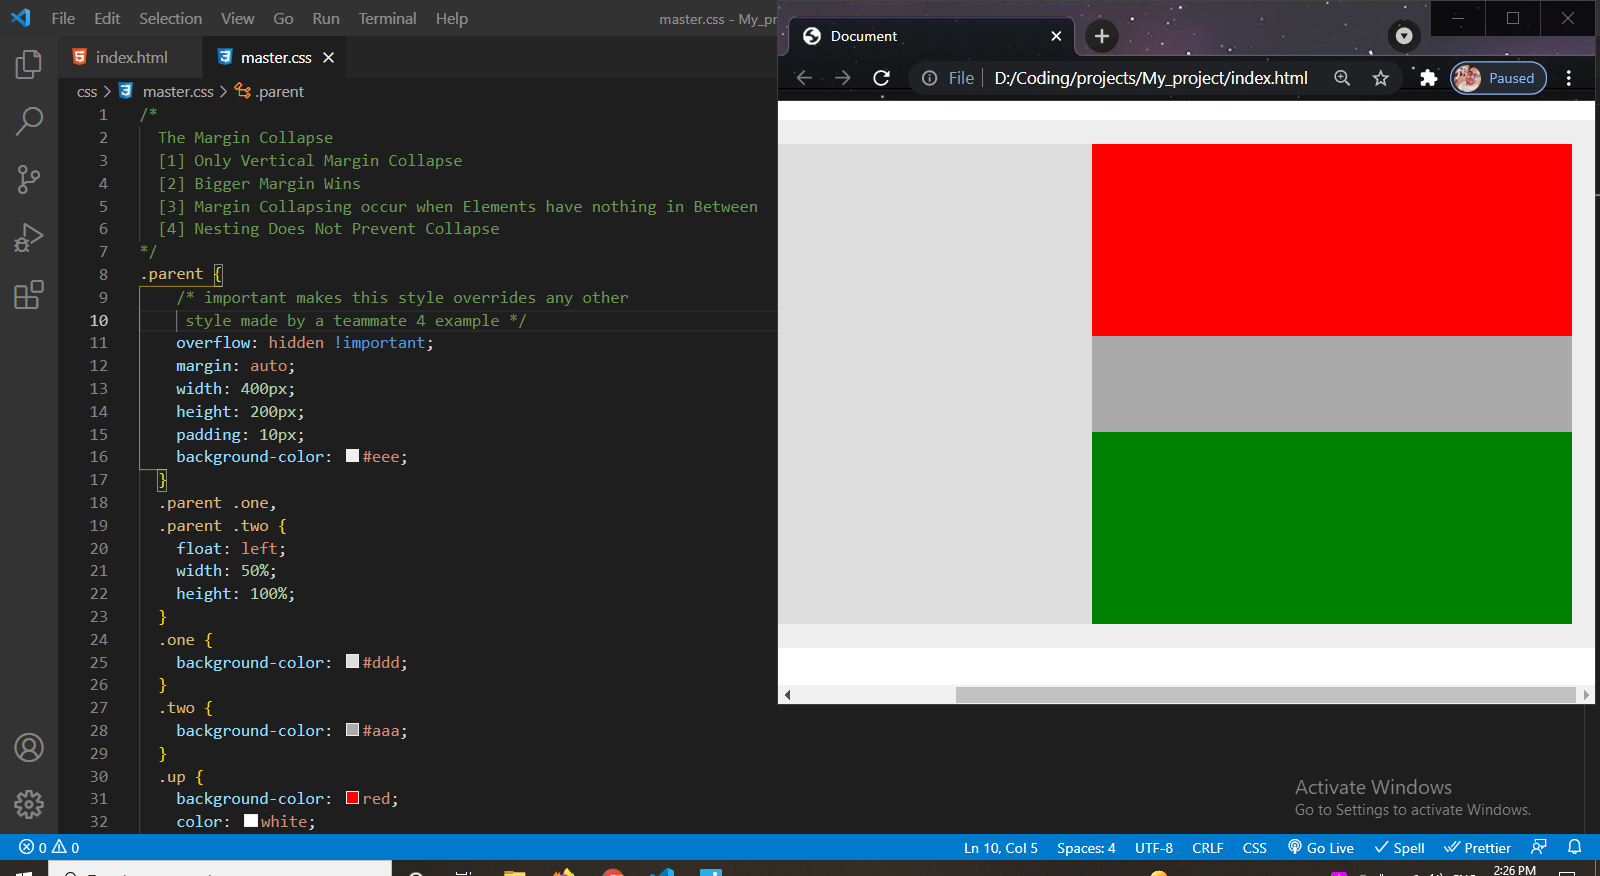 File Edit Selection View Go Run Terminal Help master.css - My_pr
index.html master.css
css > master.css > .parent
1 /*
2 The Margin Collapse
3 [1] Only Vertical Margin Collapse
4 [2] Bigger Margin Wins
5 [3] Margin Collapsing occur when Elements have nothing in Between
6 [4] Nesting Does Not Prevent Collapse
7 */
8 .parent {
9 /* important makes this style overrides any other
10 style made by a teammate 4 example */
11 overflow: hidden !important;
12 margin: auto;
13 width: 400px;
14 height: 200px;
15 padding: 10px;
16 background-color: #eee;
17 }
18 .parent .one,
19 .parent .two {
20 float: left;
21 width: 50%;
22 height: 100%;
23 }
24 .one {
25 background-color: #ddd;
26 }
27 .two {
28 background-color: #aaa;
29 }
30 .up {
31 background-color: red;
32 color: white;
Document
File D:/Coding/projects/My_project/index.html Paused
Activate Windows
Go to Settings to activate Windows.
0 0 Ln 10, Col 5 Spaces: 4 UTF-8 CRLF CSS Go Live Spell Prettier
2:26 PM